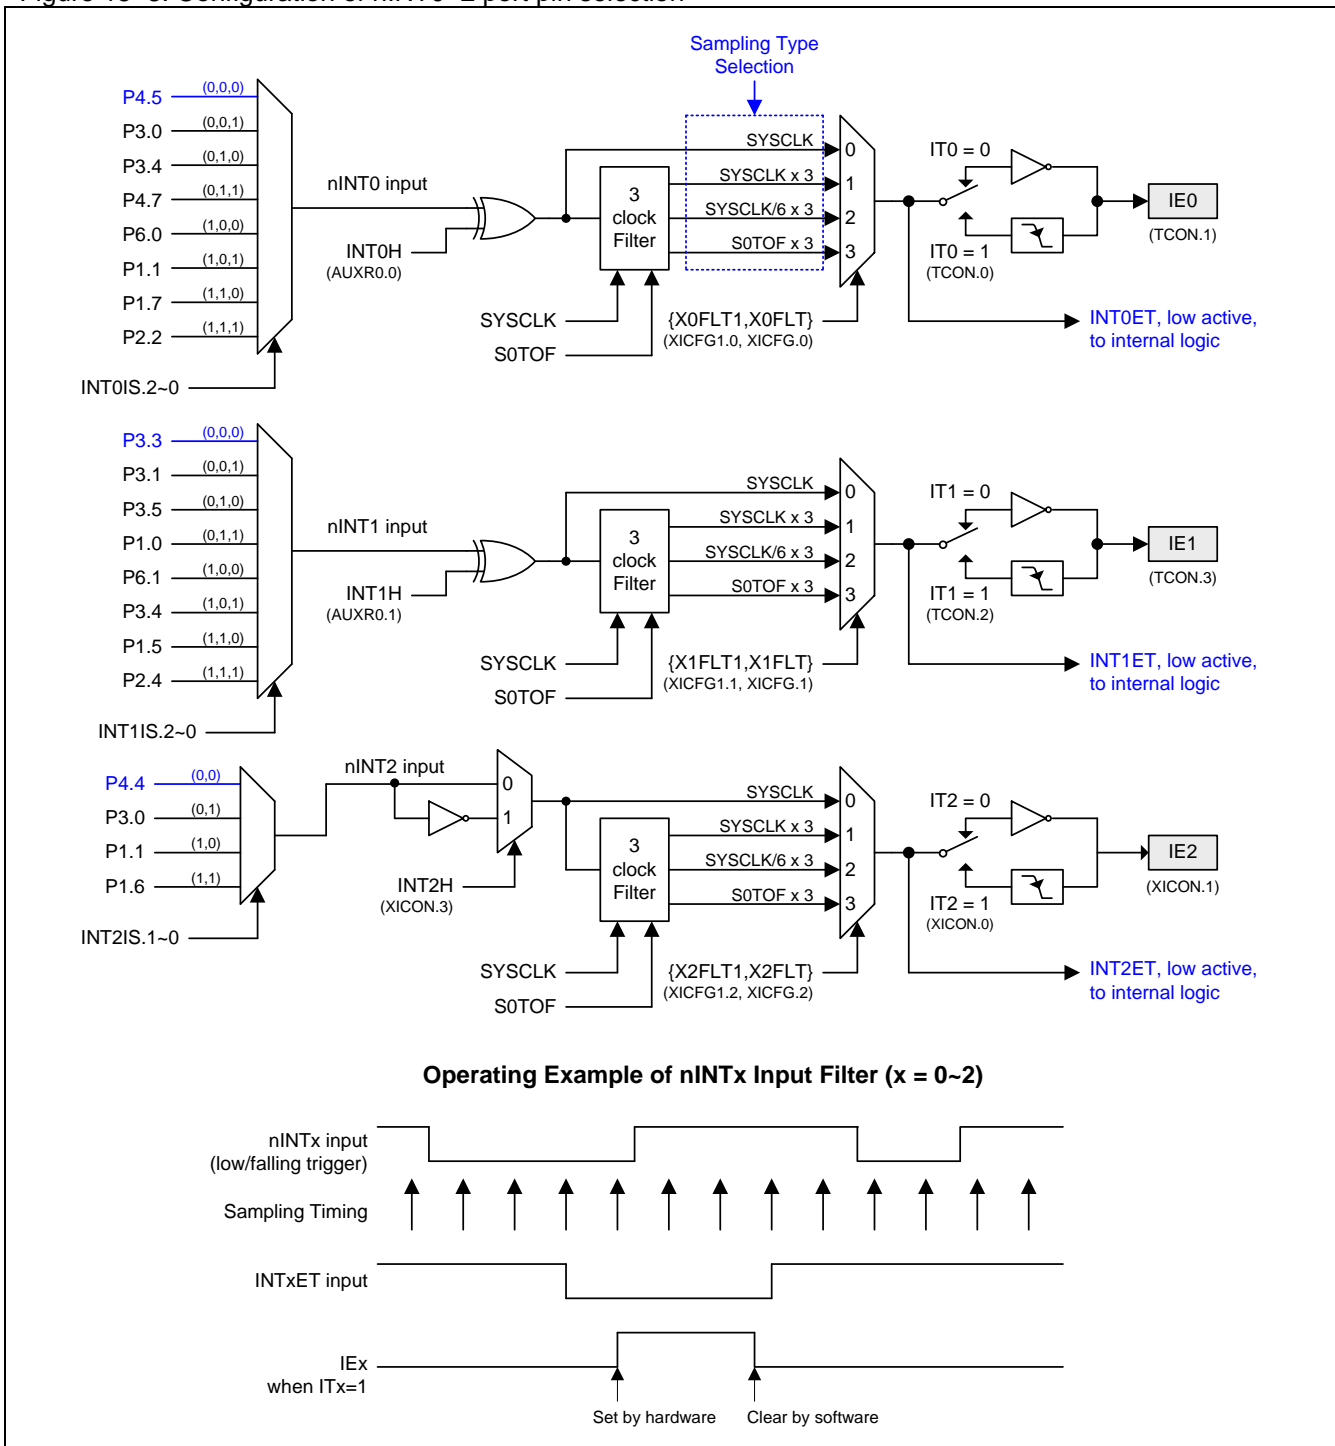 Figure 15–3. Configuration of nINT0~2 port pin selection
Sampling Type
Selection
P4.5 (0,0,0)
P3.0 (0,0,1)
P3.4 (0,1,0)
P4.7 (0,1,1)
P6.0 (1,0,0)
P1.1 (1,0,1)
P1.7 (1,1,0)
P2.2 (1,1,1)
INT0IS.2~0
nINT0 input
INT0H
(AUXR0.0)
3
clock
Filter
SYSCLK
S0TOF
SYSCLK 0
SYSCLK x 3 1
SYSCLK/6 x 3 2
S0TOF x 3 3
{X0FLT1,X0FLT}
(XICFG1.0, XICFG.0)
IT0 = 0
IT0 = 1
(TCON.0)
IE0
(TCON.1)
INT0ET, low active,
to internal logic
P3.3 (0,0,0)
P3.1 (0,0,1)
P3.5 (0,1,0)
P1.0 (0,1,1)
P6.1 (1,0,0)
P3.4 (1,0,1)
P1.5 (1,1,0)
P2.4 (1,1,1)
INT1IS.2~0
nINT1 input
INT1H
(AUXR0.1)
3
clock
Filter
SYSCLK
S0TOF
SYSCLK 0
SYSCLK x 3 1
SYSCLK/6 x 3 2
S0TOF x 3 3
{X1FLT1,X1FLT}
(XICFG1.1, XICFG.1)
IT1 = 0
IT1 = 1
(TCON.2)
IE1
(TCON.3)
INT1ET, low active,
to internal logic
P4.4 (0,0)
P3.0 (0,1)
P1.1 (1,0)
P1.6 (1,1)
INT2IS.1~0
nINT2 input
0
1
INT2H
(XICON.3)
3
clock
Filter
SYSCLK
S0TOF
SYSCLK 0
SYSCLK x 3 1
SYSCLK/6 x 3 2
S0TOF x 3 3
{X2FLT1,X2FLT}
(XICFG1.2, XICFG.2)
IT2 = 0
IT2 = 1
(XICON.0)
IE2
(XICON.1)
INT2ET, low active,
to internal logic
Operating Example of nINTx Input Filter (x = 0~2)
nINTx input
(low/falling trigger)
Sampling Timing
INTxET input
IEx
when ITx=1
Set by hardware
Clear by software